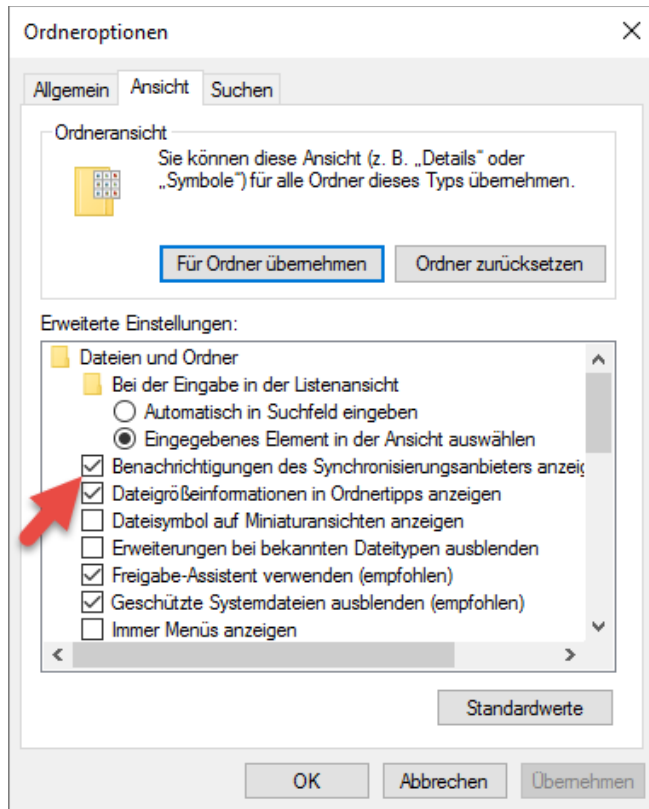 Ordneroptionen
Allgemein Ansicht Suchen
Ordneransicht
Sie können diese Ansicht (z. B. „Details“ oder
„Symbole“) für alle Ordner dieses Typs übernehmen.
Für Ordner übernehmen Ordner zurücksetzen
Erweiterte Einstellungen:
Dateien und Ordner
Bei der Eingabe in der Listenansicht
Automatisch in Suchfeld eingeben
Eingegebenes Element in der Ansicht auswählen
Benachrichtigungen des Synchronisierungsanbieters anzeig
Dateigrößeinformationen in Ordnertipps anzeigen
Dateisymbol auf Miniaturansichten anzeigen
Erweiterungen bei bekannten Dateitypen ausblenden
Freigabe-Assistent verwenden (empfohlen)
Geschützte Systemdateien ausblenden (empfohlen)
Immer Menüs anzeigen
Standardwerte
OK Abbrechen Übernehmen